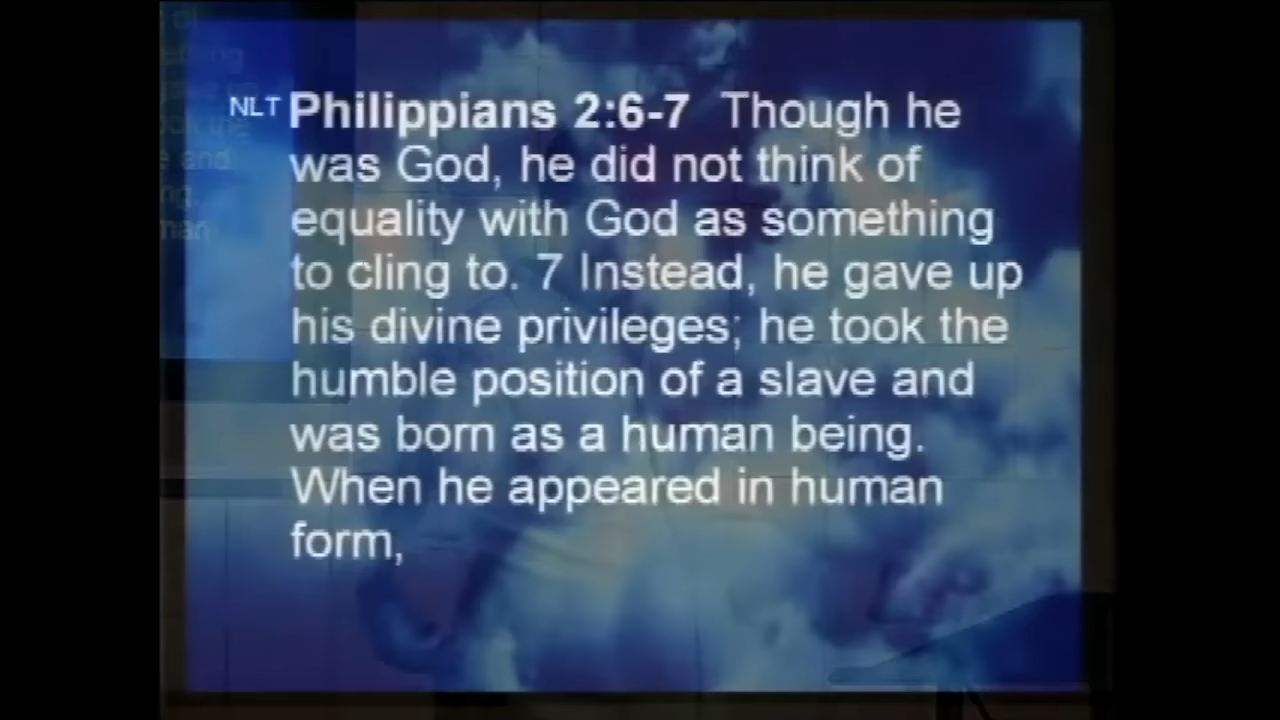 NLT Philippians 2:6-7 Though he
was God, he did not think of
equality with God as something
to cling to. 7 Instead, he gave up
his divine privileges; he took the
humble position of a slave and
was born as a human being.
When he appeared in human
form,